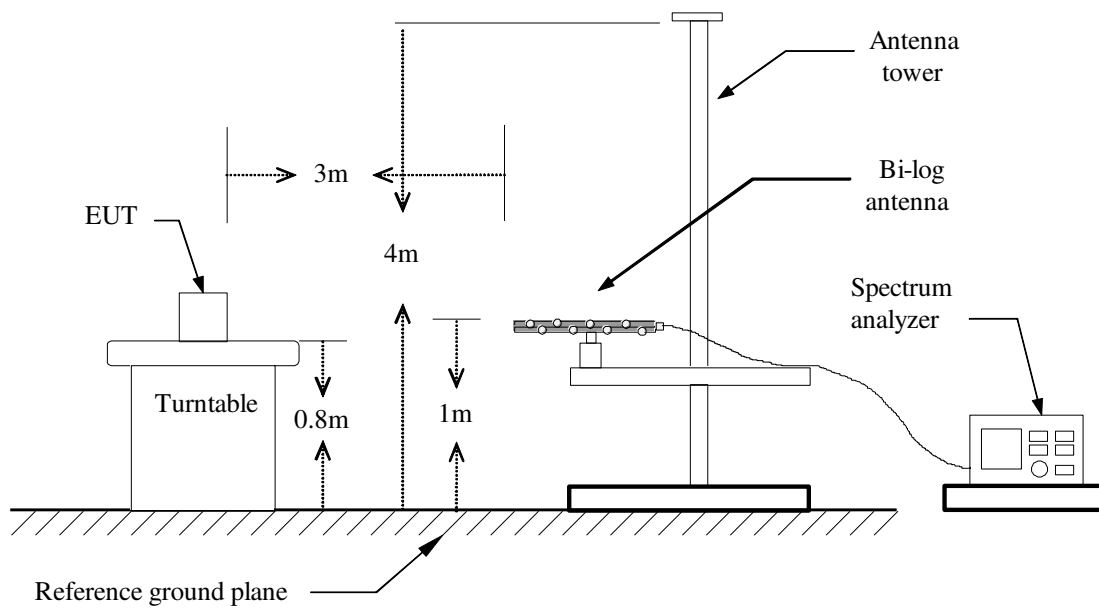 Antenna
tower
3m
Bi-log
antenna
EUT
4m
Spectrum
analyzer
Turntable
0.8m
1m
Reference ground plane